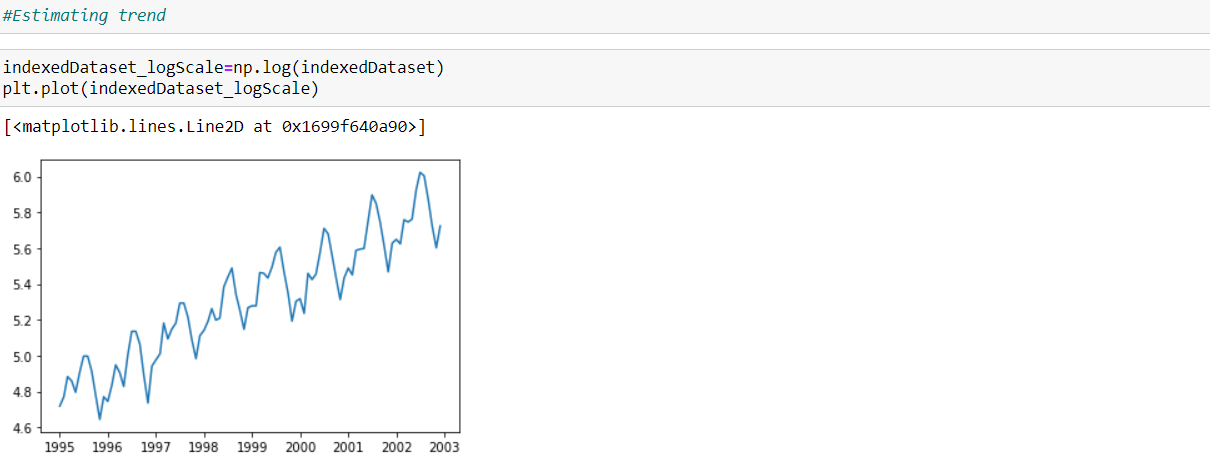 #Estimating trend
indexedDataset_logScale=np.log(indexedDataset)
plt.plot(indexedDataset_logScale)
[<matplotlib.lines.Line2D at 0x1699f640a90>]
6.0
5.8
5.6
5.4
5.2
5.0
4.8
4.6
1995 1996 1997 1998 1999 2000 2001 2002 2003